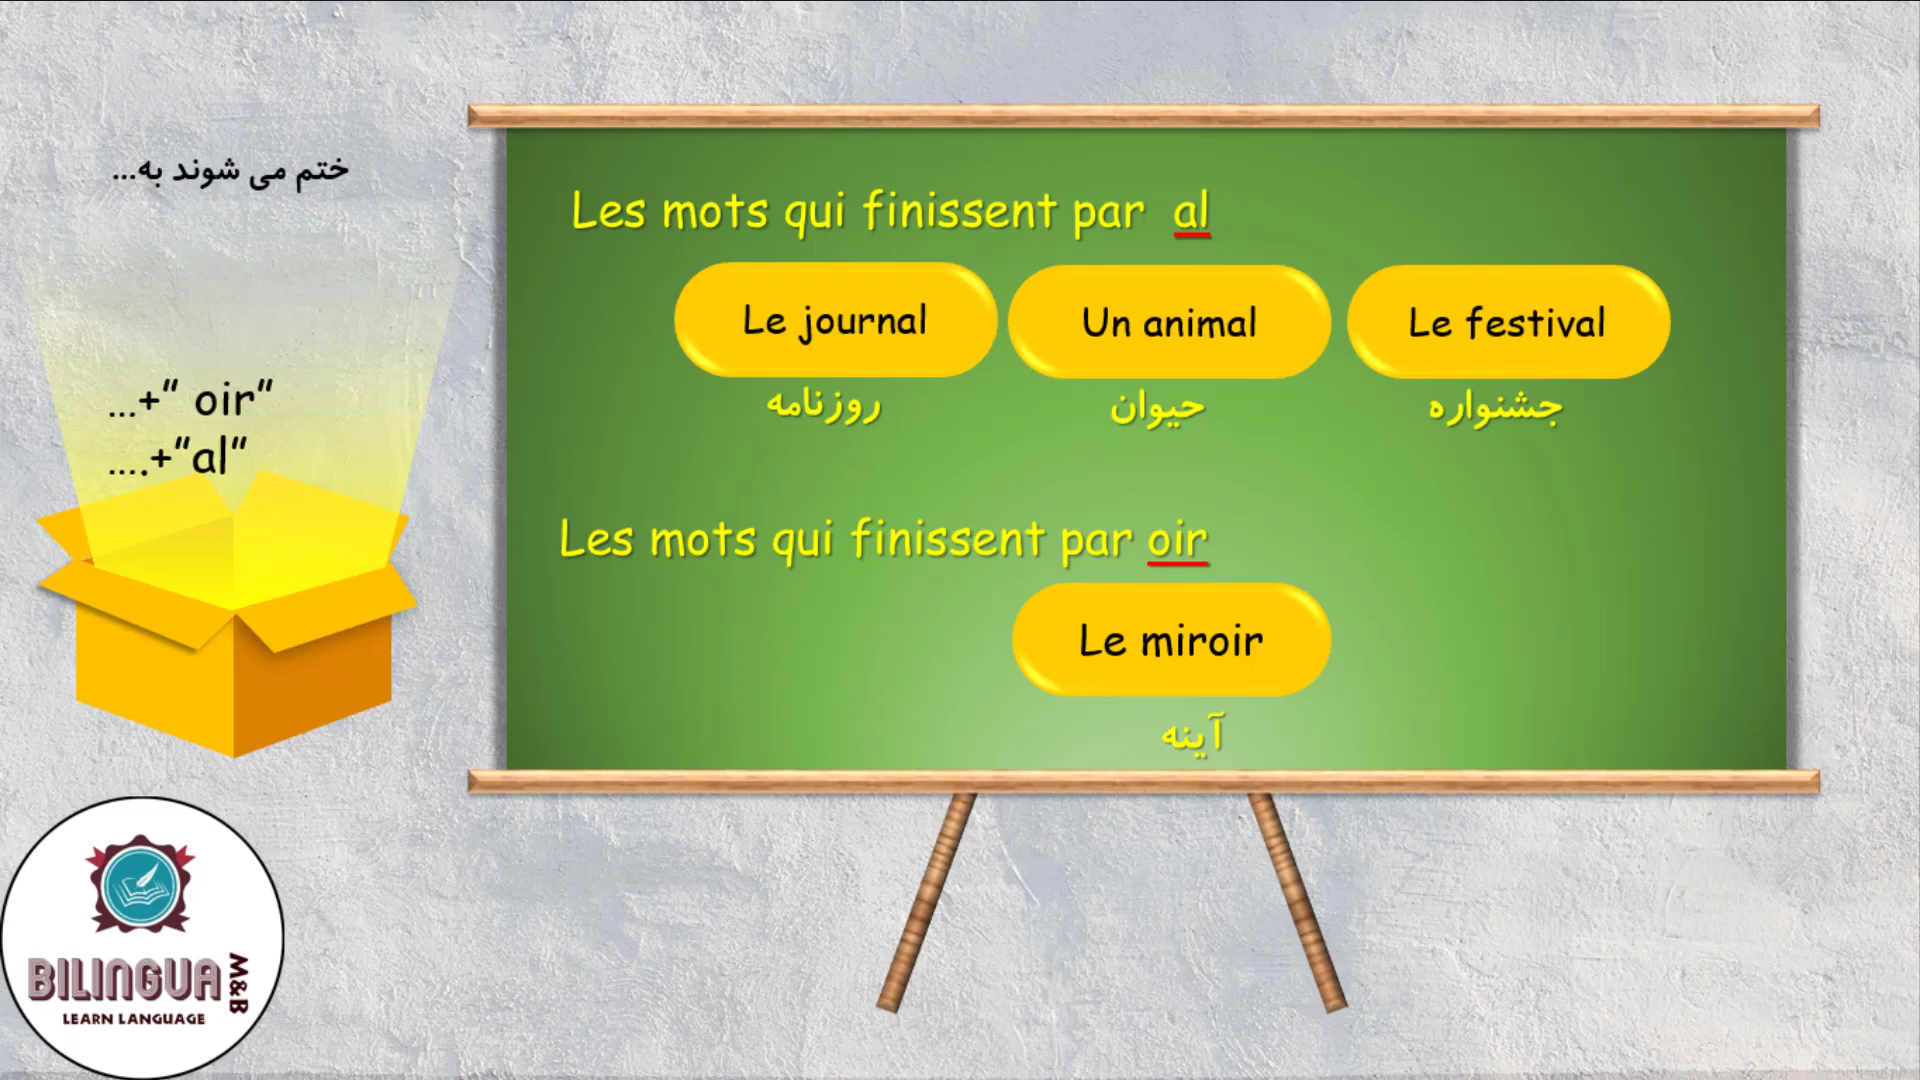 ختم می شوند به...
...+" oir"
....+"al"
Les mots qui finissent par al
Le journal
Un animal
Le festival
روزنامه
حیوان
جشنواره
Les mots qui finissent par oir
Le miroir
آینه
BILINGUA
M&B
LEARN LANGUAGE